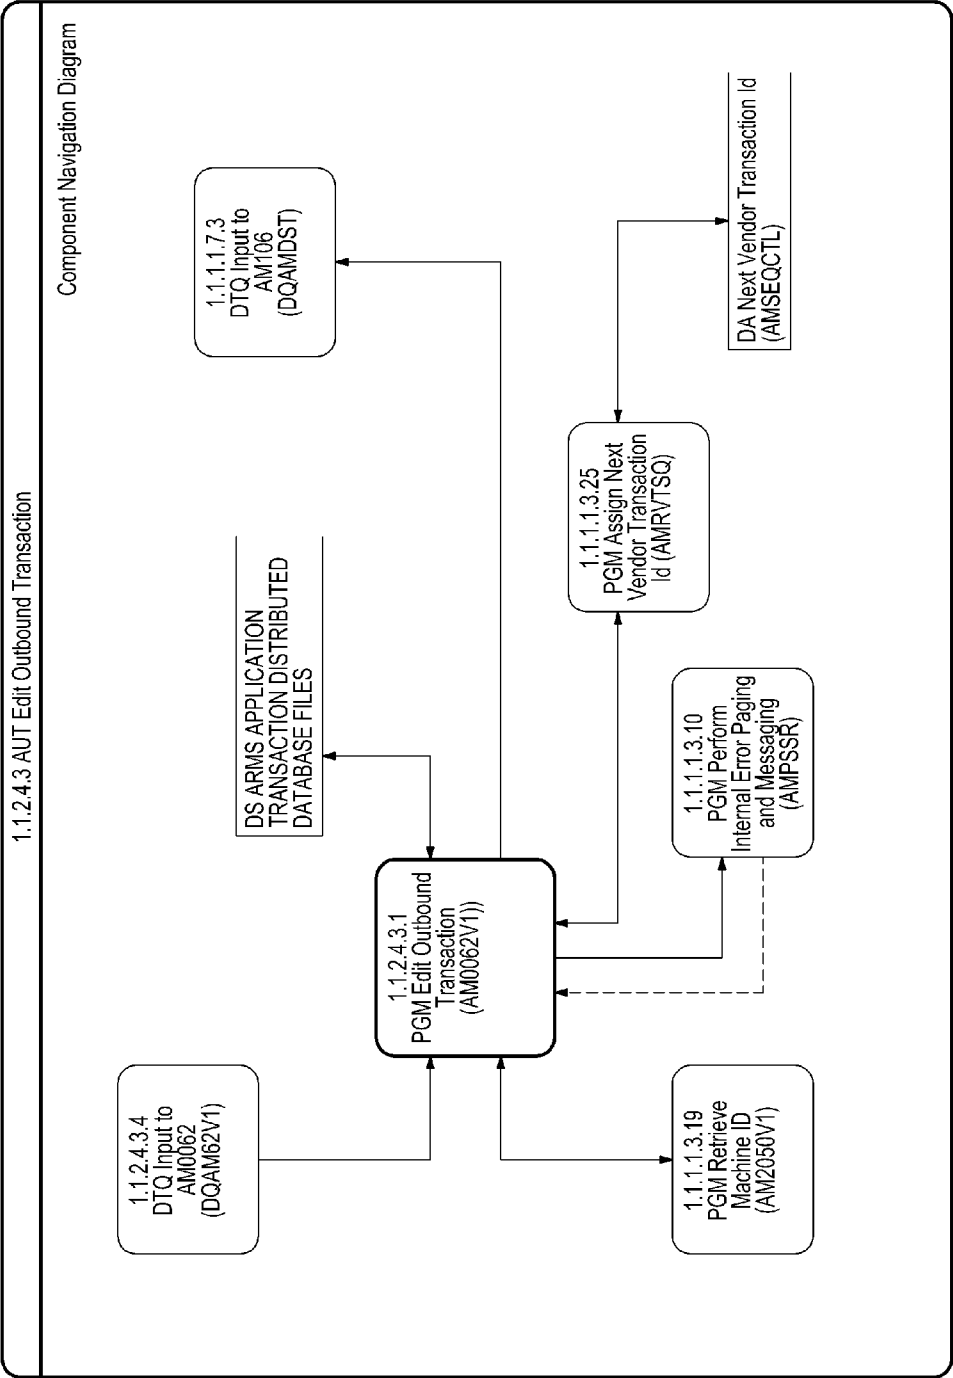 1.1.2.4.3 AUT Edit Outbound Transaction
Component Navigation Diagram
1.1.2.4.3.4
DTQ Input to
AM0062
(DQAM62V1)
DS ARMS APPLICATION
TRANSACTION DISTRIBUTED
DATABASE FILES
1.1.1.1.7.3
DTQ Input to
AM106
(DQAMDST)
1.1.2.4.3.1
PGM Edit Outbound
Transaction
(AM0062V1))
1.1.1.1.3.25
PGM Assign Next
Vendor Transaction
Id (AMRVTSQ)
1.1.1.1.3.19
PGM Retrieve
Machine ID
(AM2050V1)
1.1.1.1.3.10
PGM Perform
Internal Error Paging
and Messaging
(AMPSSR)
DA Next Vendor Transaction Id
(AMSEQCTL)